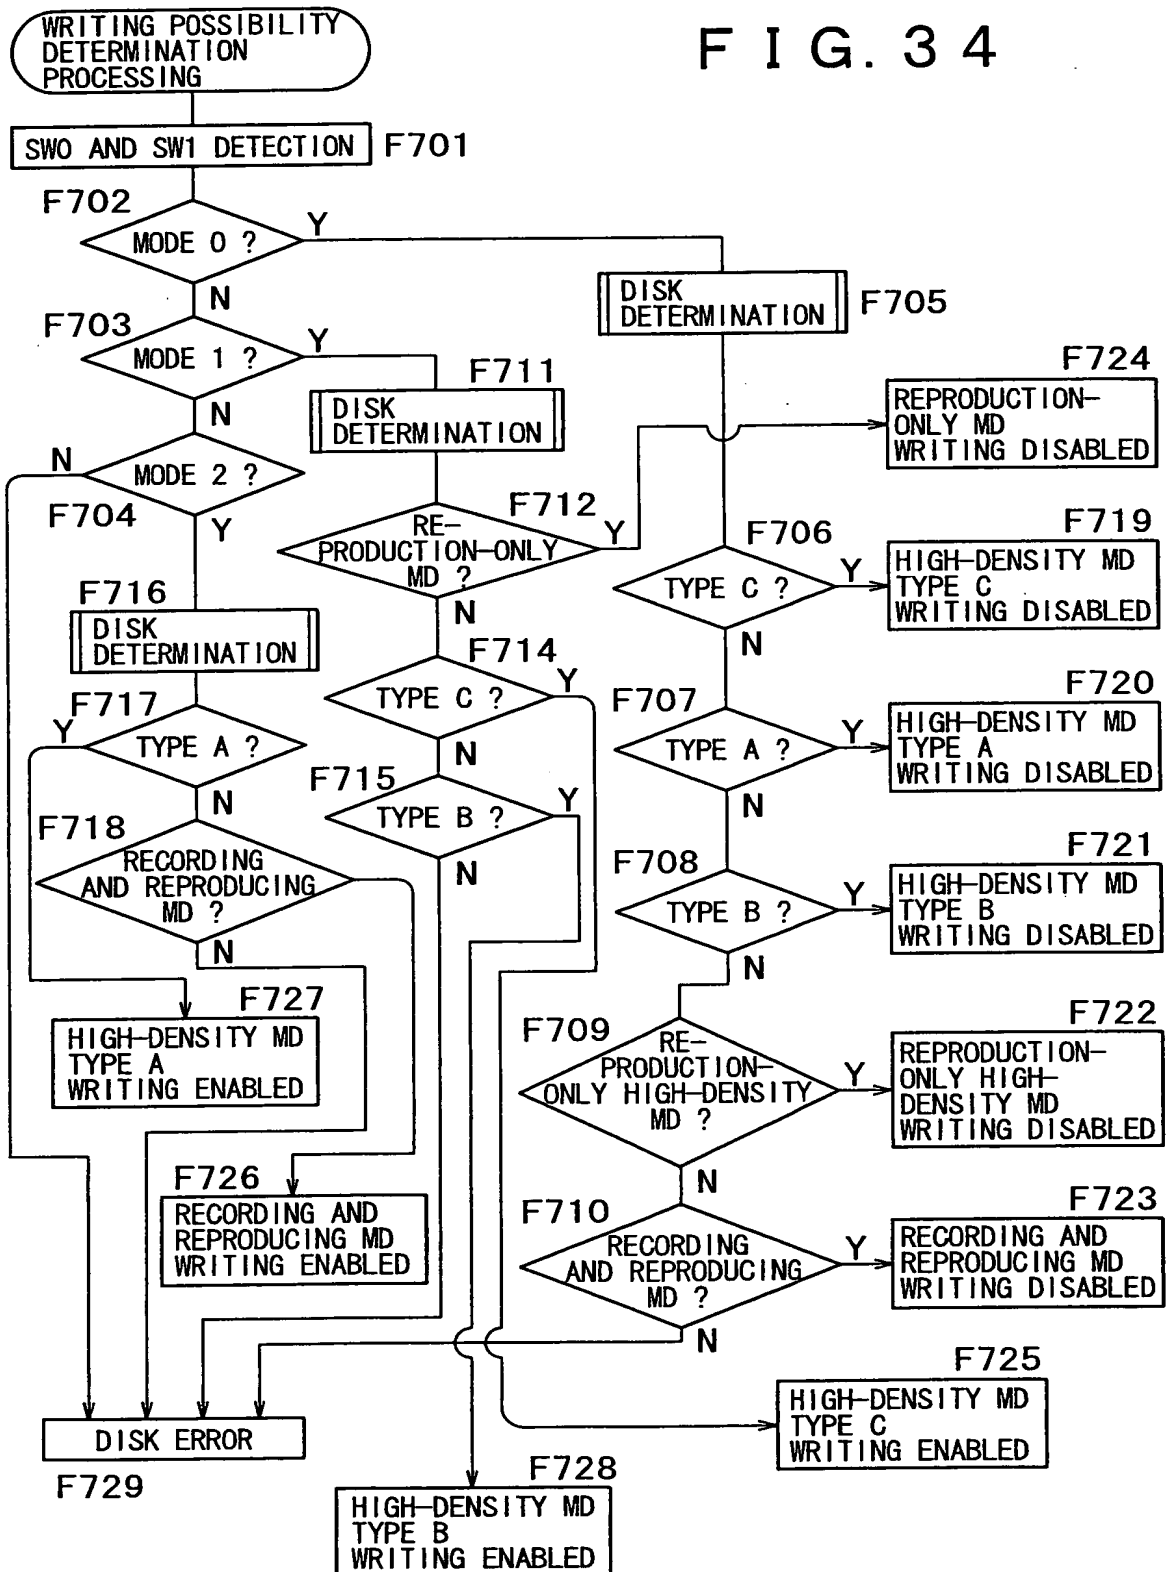 FIG. 34
WRITING POSSIBILITY
DETERMINATION
PROCESSING
SW0 AND SW1 DETECTION
F701
F702
MODE 0 ?
Y
N
F703
MODE 1 ?
Y
N
MODE 2 ?
N
F704
Y
DISK
DETERMINATION
F705
F711
DISK
DETERMINATION
F712
RE-
PRODUCTION-ONLY
MD ?
Y
N
F724
REPRODUCTION-
ONLY MD
WRITING DISABLED
F706
TYPE C ?
Y
N
F719
HIGH-DENSITY MD
TYPE C
WRITING DISABLED
F716
DISK
DETERMINATION
F714
TYPE C ?
Y
N
F707
TYPE A ?
Y
N
F720
HIGH-DENSITY MD
TYPE A
WRITING DISABLED
F717
Y
TYPE A ?
N
F715
TYPE B ?
Y
N
F718
RECORDING
AND REPRODUCING
MD ?
N
F708
TYPE B ?
Y
N
F721
HIGH-DENSITY MD
TYPE B
WRITING DISABLED
F727
HIGH-DENSITY MD
TYPE A
WRITING ENABLED
F709
RE-
PRODUCTION-
ONLY HIGH-DENSITY
MD ?
Y
N
F722
REPRODUCTION-
ONLY HIGH-
DENSITY MD
WRITING DISABLED
F726
RECORDING AND
REPRODUCING MD
WRITING ENABLED
F710
RECORDING
AND REPRODUCING
MD ?
Y
N
F723
RECORDING AND
REPRODUCING MD
WRITING DISABLED
F725
HIGH-DENSITY MD
TYPE C
WRITING ENABLED
DISK ERROR
F729
F728
HIGH-DENSITY MD
TYPE B
WRITING ENABLED